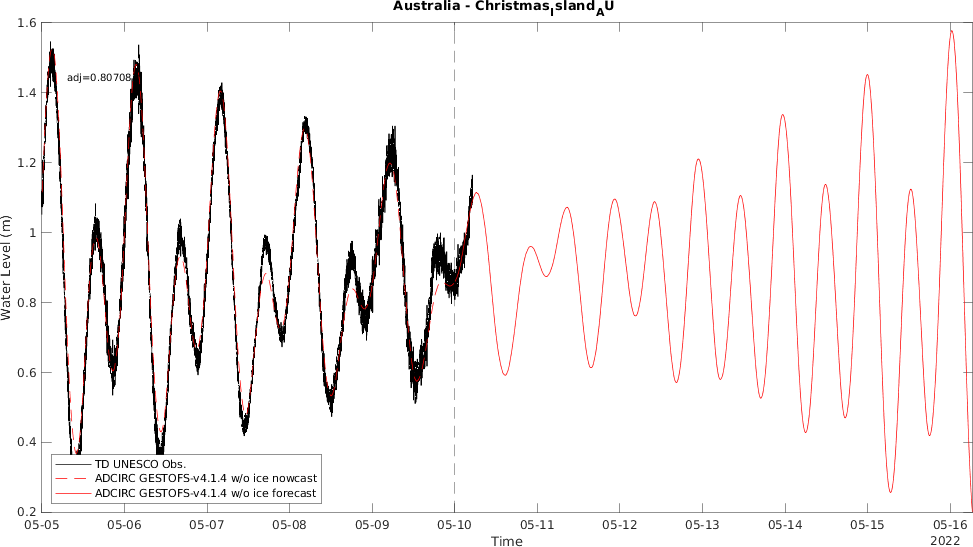 Australia - ChristmasIslandAU
1.6
1.4
1.2
1
0.8
0.6
0.4
0.2
Water Level (m)
adj=0.80708
TD UNESCO Obs.
ADCIRC GESTOFS-v4.1.4 w/o ice nowcast
ADCIRC GESTOFS-v4.1.4 w/o ice forecast
05-05 05-06 05-07 05-08 05-09 05-10 05-11 05-12 05-13 05-14 05-15 05-16
Time
2022